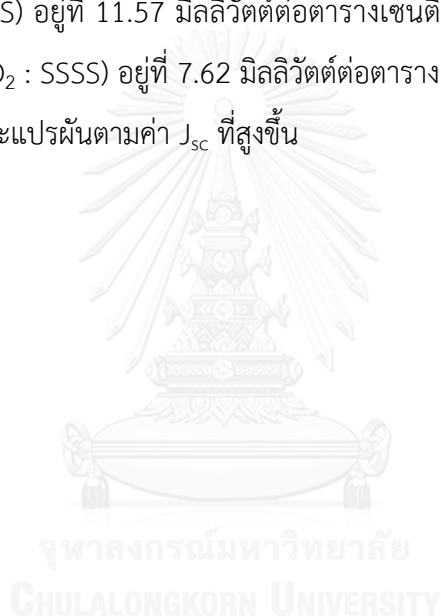 S) อยู่ที่ 11.57 มิลลิวัตต์ต่อตารางเซนติ
O₂ : SSSS) อยู่ที่ 7.62 มิลลิวัตต์ต่อตาราง
ะแปรผันตามค่า J_sc ที่สูงขึ้น
จุฬาลงกรณ์มหาวิทยาลัย
CHULALONGKORN UNIVERSITY